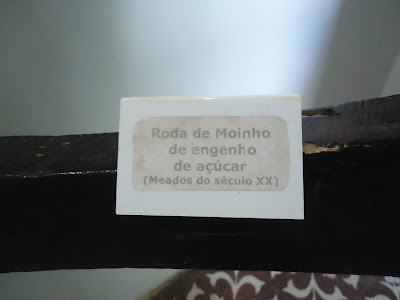 Roda de Moinho
de engenho
de açúcar
(Meados do século XX)